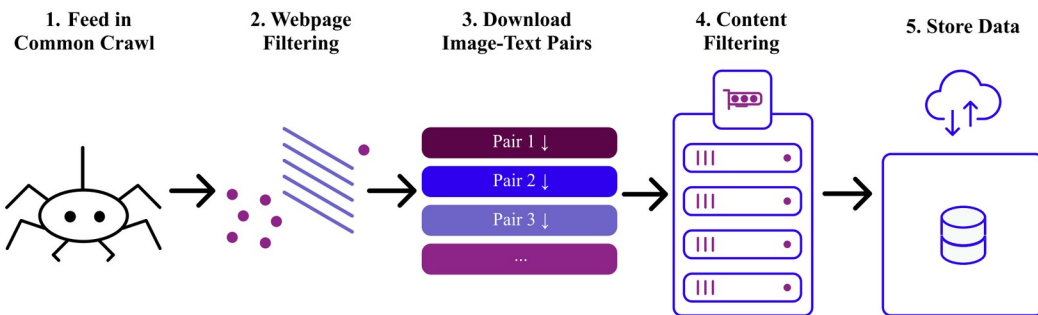 1. Feed in
Common Crawl
2. Webpage
Filtering
3. Download
Image-Text Pairs
4. Content
Filtering
5. Store Data
Pair 1 ↓
Pair 2 ↓
Pair 3 ↓
...